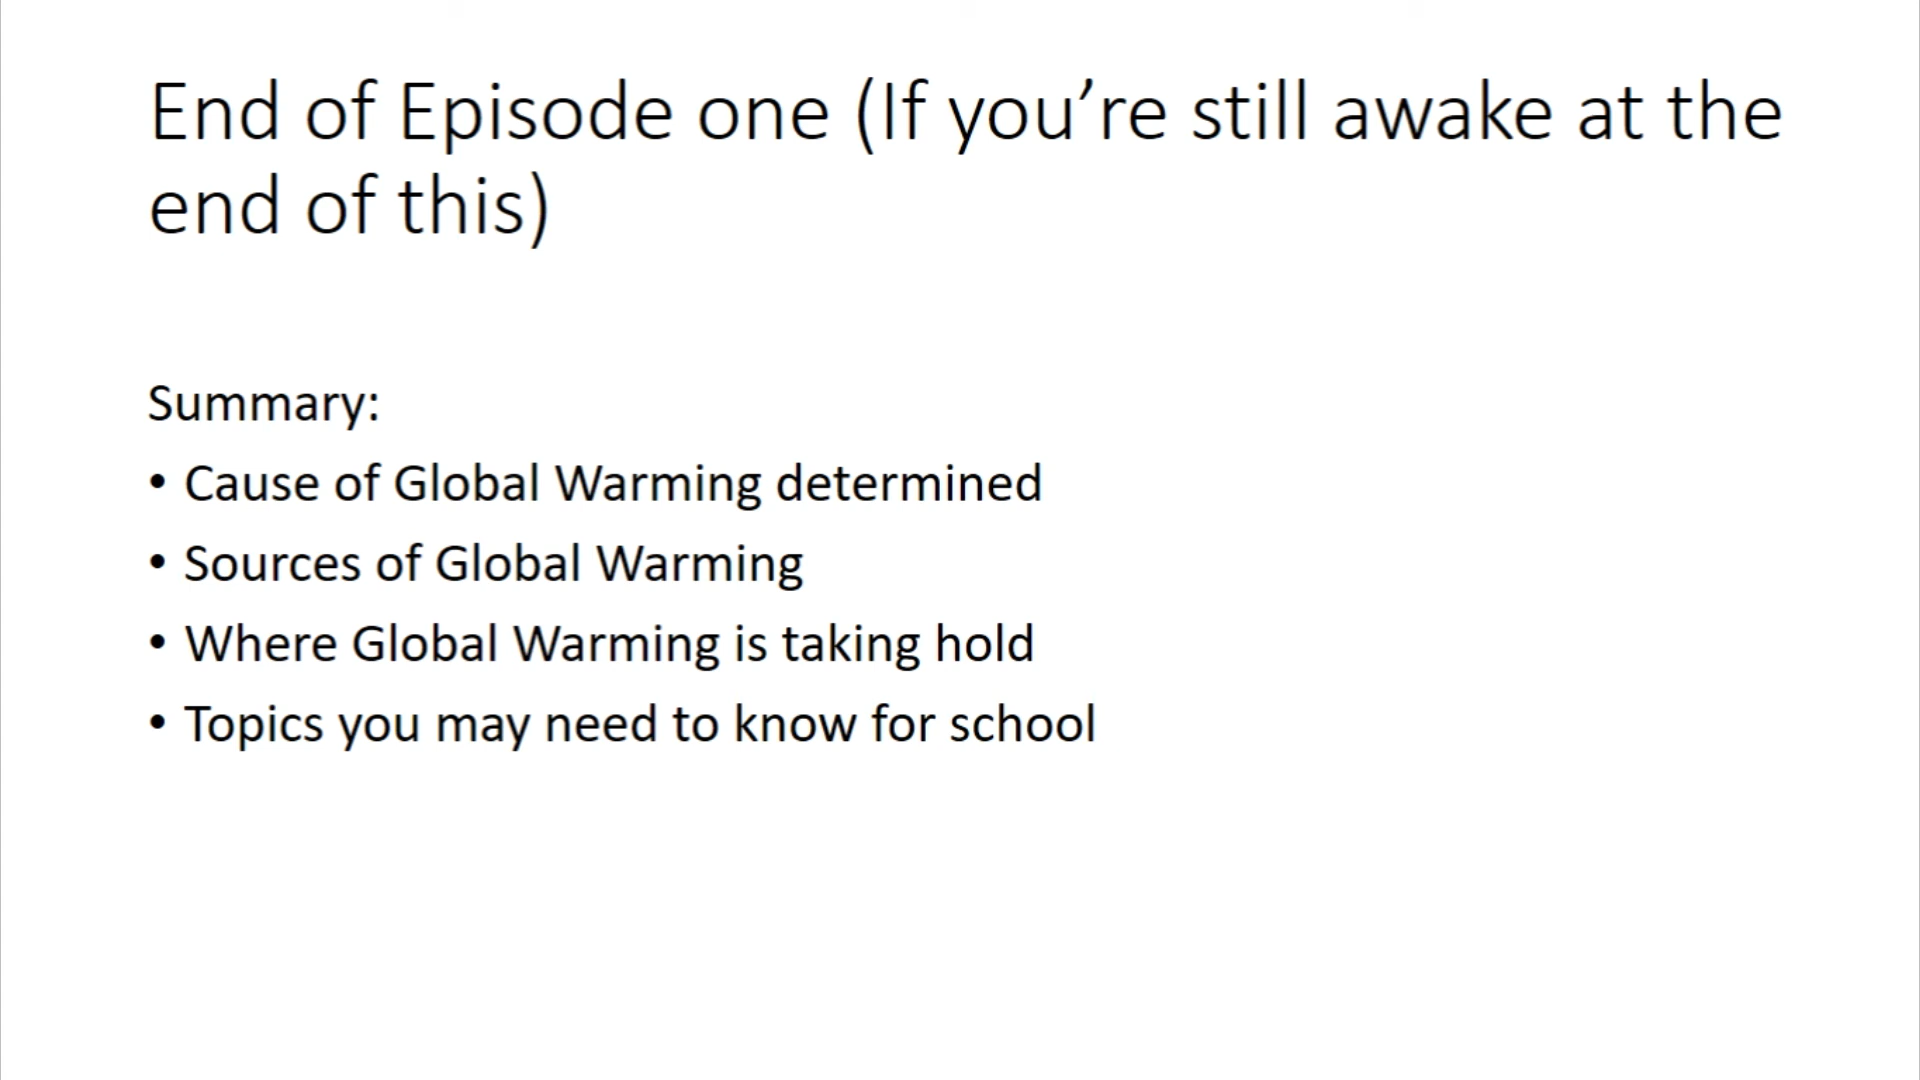 End of Episode one (If you’re still awake at the
end of this)
Summary:
• Cause of Global Warming determined
• Sources of Global Warming
• Where Global Warming is taking hold
• Topics you may need to know for school